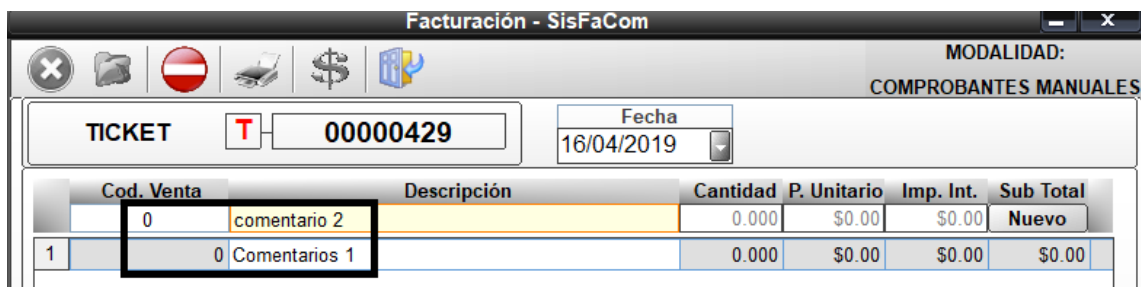 Facturación - SisFaCom
MODALIDAD:
COMPROBANTES MANUALES
TICKET T 00000429
Fecha
16/04/2019
Cod. Venta Descripción Cantidad P. Unitario Imp. Int. Sub Total
0 comentario 2 0.000 $0.00 $0.00 Nuevo
1 0 Comentarios 1 0.000 $0.00 $0.00 $0.00